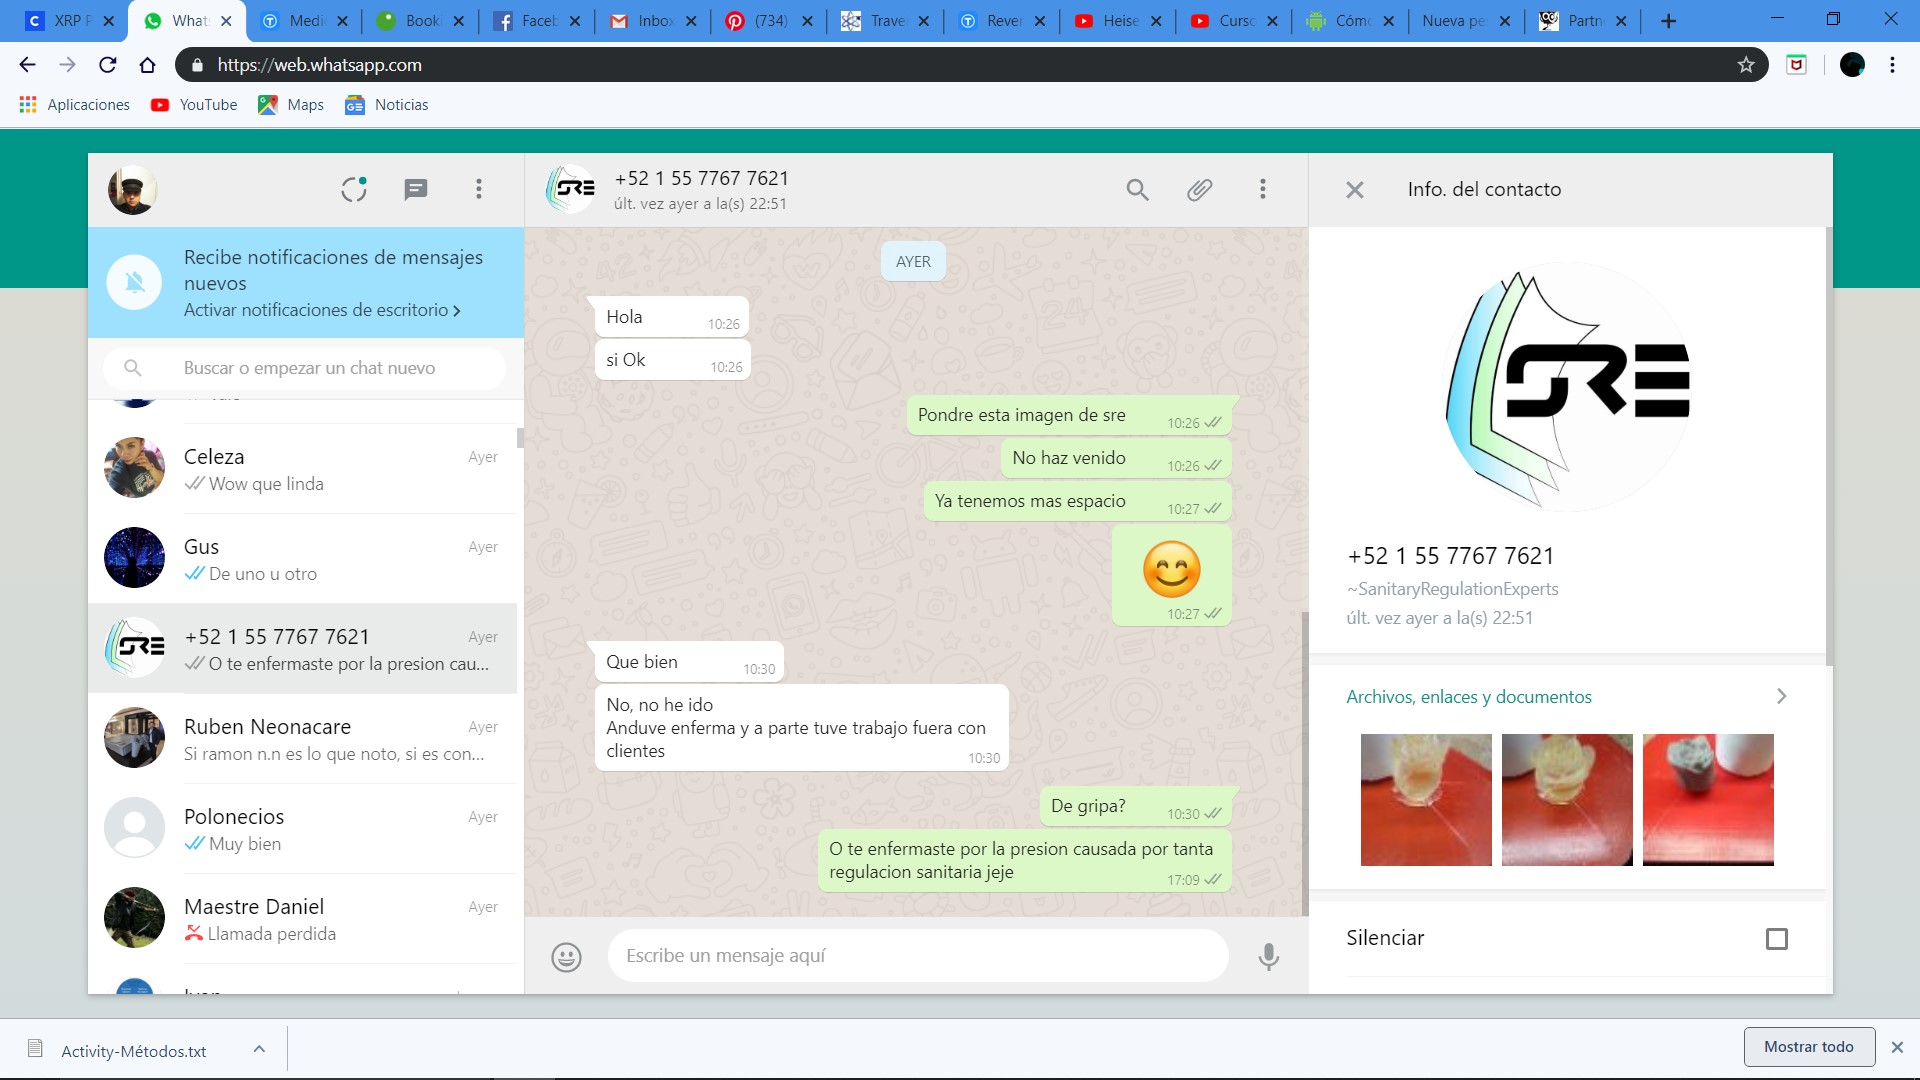 XRP P
Whats
Medi
Booki
Faceb
Inbox
(734)
Trave
Rever
Heise
Curso
Cómo
Nueva pe
Partn
https://web.whatsapp.com
Aplicaciones
YouTube
Maps
Noticias
Recibe notificaciones de mensajes
nuevos
Activar notificaciones de escritorio
Buscar o empezar un chat nuevo
Celeza
Ayer
Wow que linda
Gus
Ayer
De uno u otro
+52 1 55 7767 7621
Ayer
O te enfermaste por la presion cau...
Ruben Neonacare
Ayer
Si ramon n.n es lo que noto, si es con...
Polonecios
Ayer
Muy bien
Maestre Daniel
Ayer
Llamada perdida
SRE
+52 1 55 7767 7621
últ. vez ayer a la(s) 22:51
AYER
Hola
10:26
si Ok
10:26
Pondre esta imagen de sre
10:26
No haz venido
10:26
Ya tenemos mas espacio
10:27
10:27
Que bien
10:30
No, no he ido
Anduve enferma y a parte tuve trabajo fuera con
clientes
10:30
De gripa?
10:30
O te enfermaste por la presion causada por tanta
regulacion sanitaria jeje
17:09
Escribe un mensaje aquí
Info. del contacto
SRE
+52 1 55 7767 7621
~SanitaryRegulationExperts
últ. vez ayer a la(s) 22:51
Archivos, enlaces y documentos
Silenciar
Activity-Métodos.txt
Mostrar todo